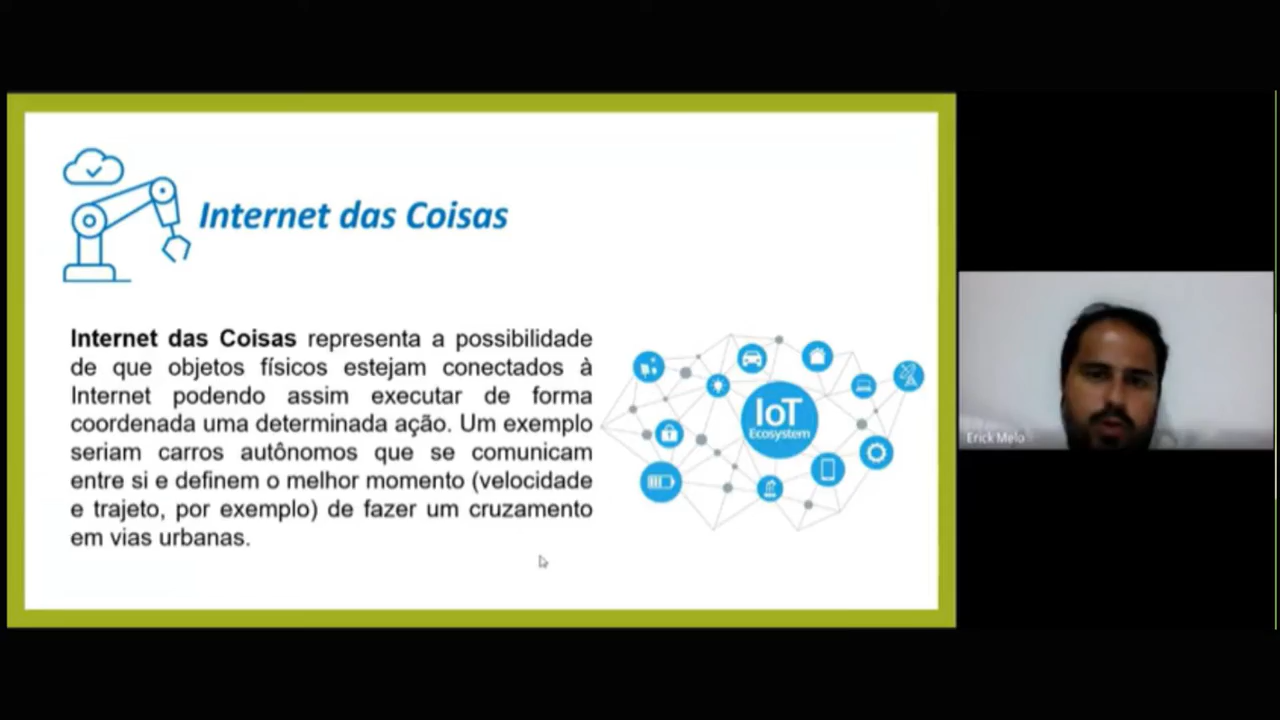 Internet das Coisas
Internet das Coisas representa a possibilidade
de que objetos físicos estejam conectados à
Internet podendo assim executar de forma
coordenada uma determinada ação. Um exemplo
seriam carros autônomos que se comunicam
entre si e definem o melhor momento (velocidade
e trajeto, por exemplo) de fazer um cruzamento
em vias urbanas.
IoT
Ecosystem
Erick Melo